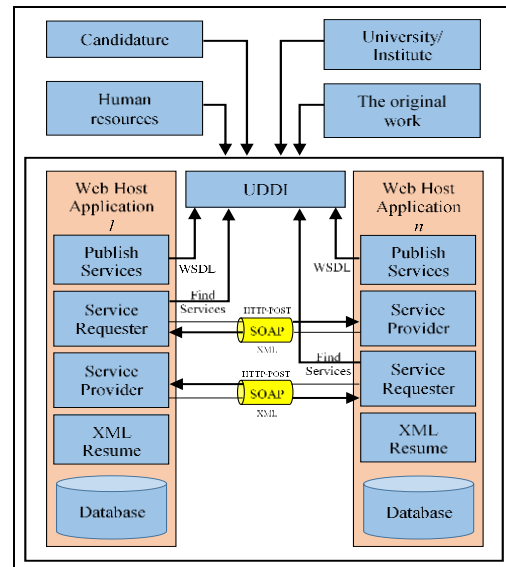 Candidature
University/
Institute
Human
resources
The original
work
Web Host
Application
1
UDDI
Web Host
Application
n
Publish
Services
WSDL
WSDL
Publish
Services
Find
Services
Service
Requester
HTTP-POST
SOAP
XML
Service
Provider
Find
Services
Service
Provider
HTTP-POST
SOAP
XML
Service
Requester
XML
Resume
XML
Resume
Database
Database